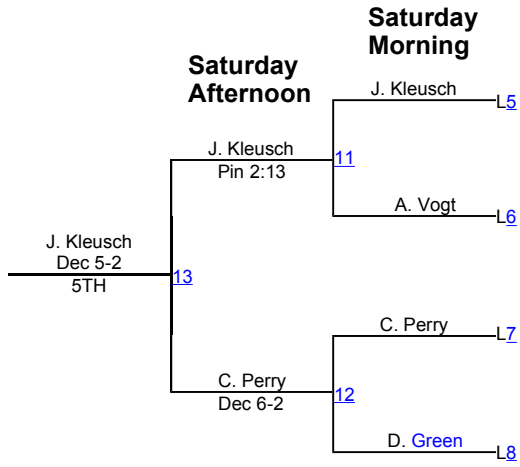 Saturday
Morning
Saturday
Afternoon
J. Kleusch
L5
J. Kleusch
11
Pin 2:13
A. Vogt
L6
J. Kleusch
Dec 5-2
13
5TH
C. Perry
L7
C. Perry
12
Dec 6-2
D. Green
L8